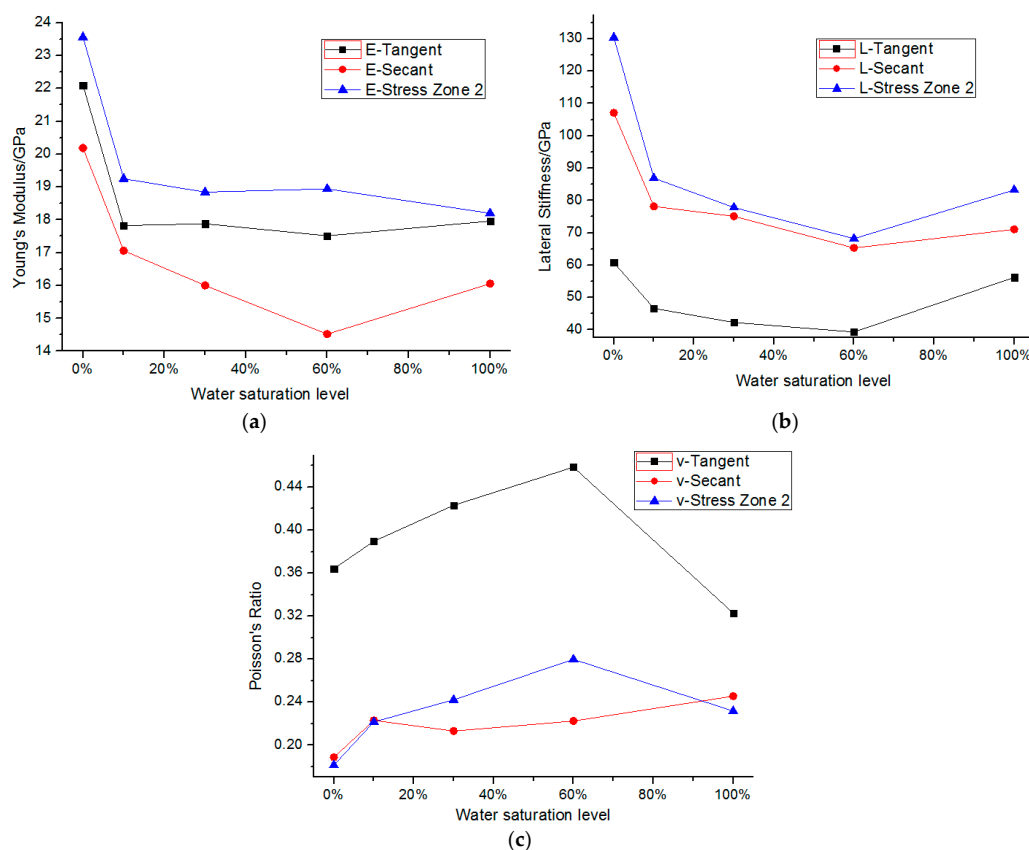 24
23
22
21
20
19
18
17
16
15
14
Young's Modulus/GPa
E-Tangent
E-Secant
E-Stress Zone 2
0% 20% 40% 60% 80% 100%
Water saturation level
(a)
130
120
110
100
90
80
70
60
50
40
Lateral Stiffness/GPa
L-Tangent
L-Secant
L-Stress Zone 2
0% 20% 40% 60% 80% 100%
Water saturation level
(b)
0.44
0.40
0.36
0.32
0.28
0.24
0.20
Poisson's Ratio
v-Tangent
v-Secant
v-Stress Zone 2
0% 20% 40% 60% 80% 100%
Water saturation level
(c)